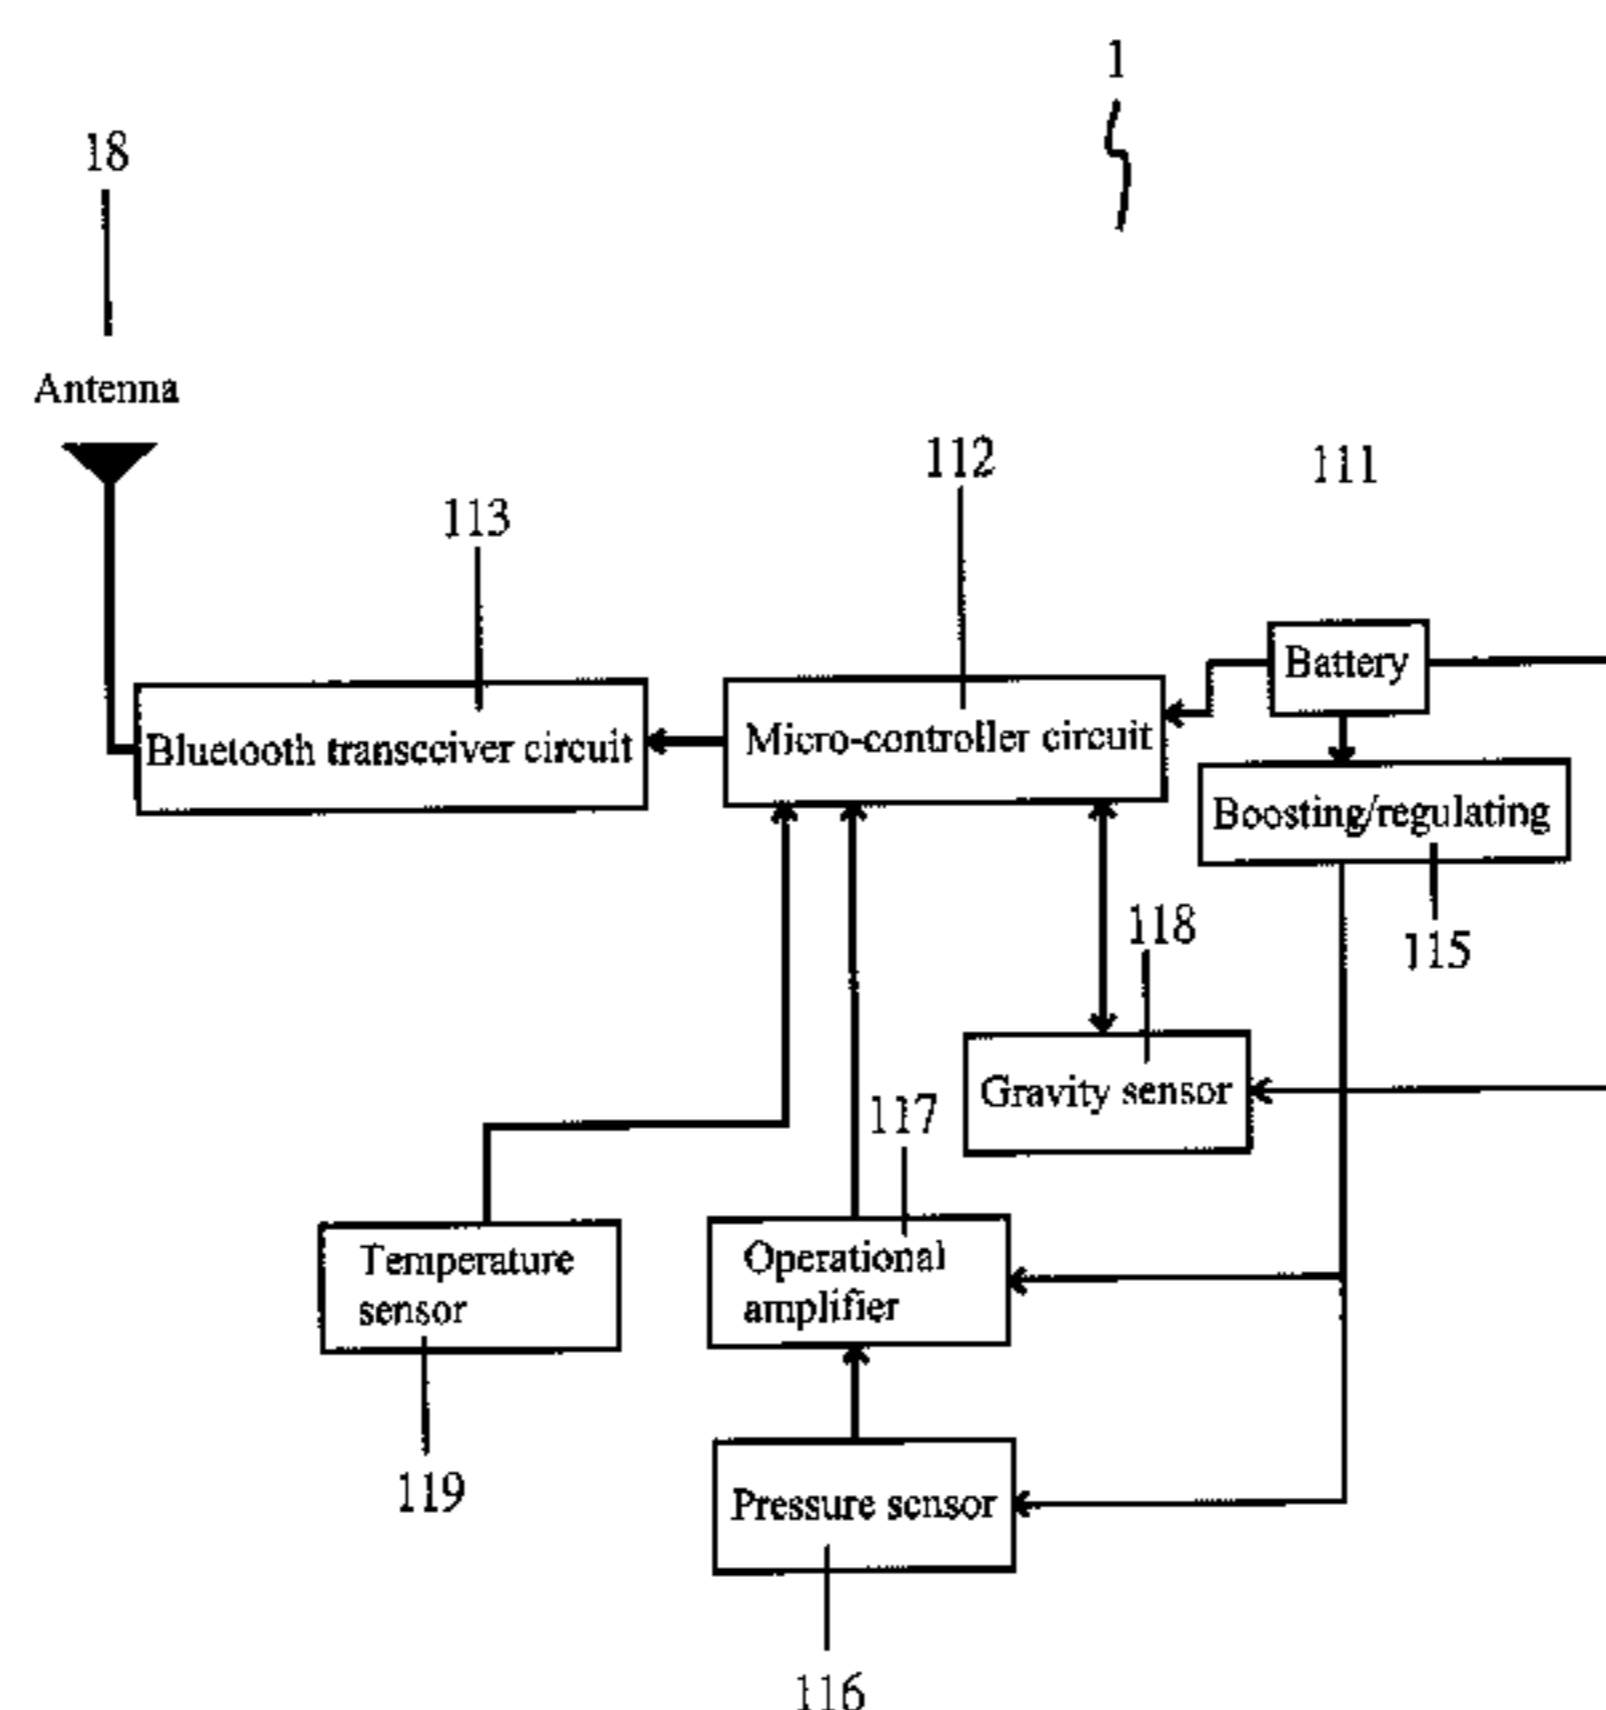 1
18
Antenna
112
111
113
Battery
Bluetooth transceiver circuit
Micro-controller circuit
Boosting/regulating
118
115
Gravity sensor
117
Temperature
sensor
Operational
amplifier
119
Pressure sensor
116